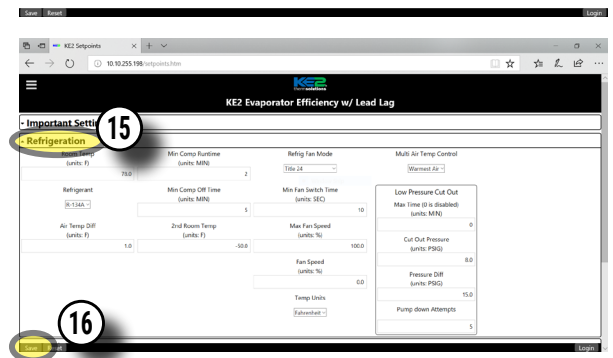 Save Reset Login
KE2 Setpoints
10.10.255.198/setpoints.htm
KE2
therm solutions
KE2 Evaporator Efficiency w/ Lead Lag
- Important Setti
15
- Refrigeration
Room Temp
(units: F)
Min Comp Runtime
(units: MIN)
2
Refrig Fan Mode
Title 24
Multi Air Temp Control
Warmest Air
Refrigerant
R-134A
Min Comp Off Time
(units: MIN)
5
Min Fan Switch Time
(units: SEC)
10
Low Pressure Cut Out
Max Time (0 is disabled)
(units: MIN)
0
Air Temp Diff
(units: F)
1.0
2nd Room Temp
(units: F)
-50.0
Max Fan Speed
(units: %)
100.0
Cut Out Pressure
(units: PSIG)
8.0
Fan Speed
(units: %)
0.0
Pressure Diff
(units: PSIG)
15.0
Temp Units
Fahrenheit
Pump down Attempts
5
16
Save Reset Login